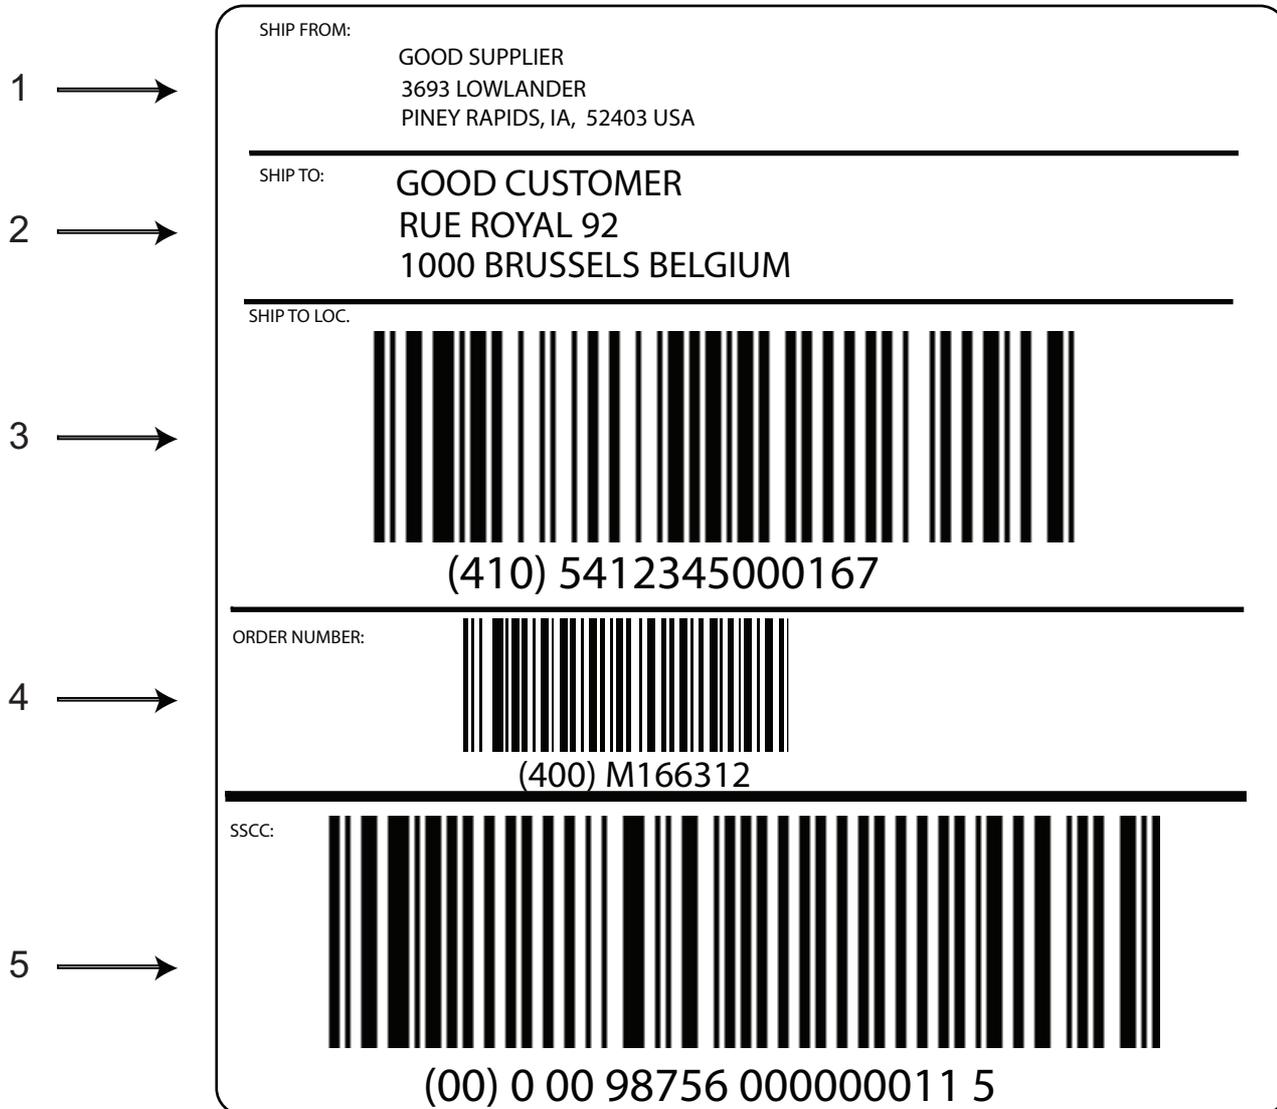 1
SHIP FROM:
GOOD SUPPLIER
3693 LOWLANDER
PINEY RAPIDS, IA, 52403 USA
2
SHIP TO:
GOOD CUSTOMER
RUE ROYAL 92
1000 BRUSSELS BELGIUM
3
SHIP TO LOC.
(410) 5412345000167
4
ORDER NUMBER:
(400) M166312
5
SSCC:
(00) 0 00 98756 0000000011 5